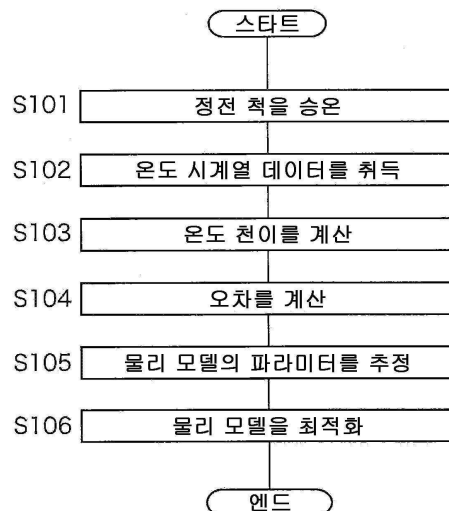 스타트
S101 정전 척을 승온
S102 온도 시계열 데이터를 취득
S103 온도 천이를 계산
S104 오차를 계산
S105 물리 모델의 파라미터를 추정
S106 물리 모델을 최적화
엔드